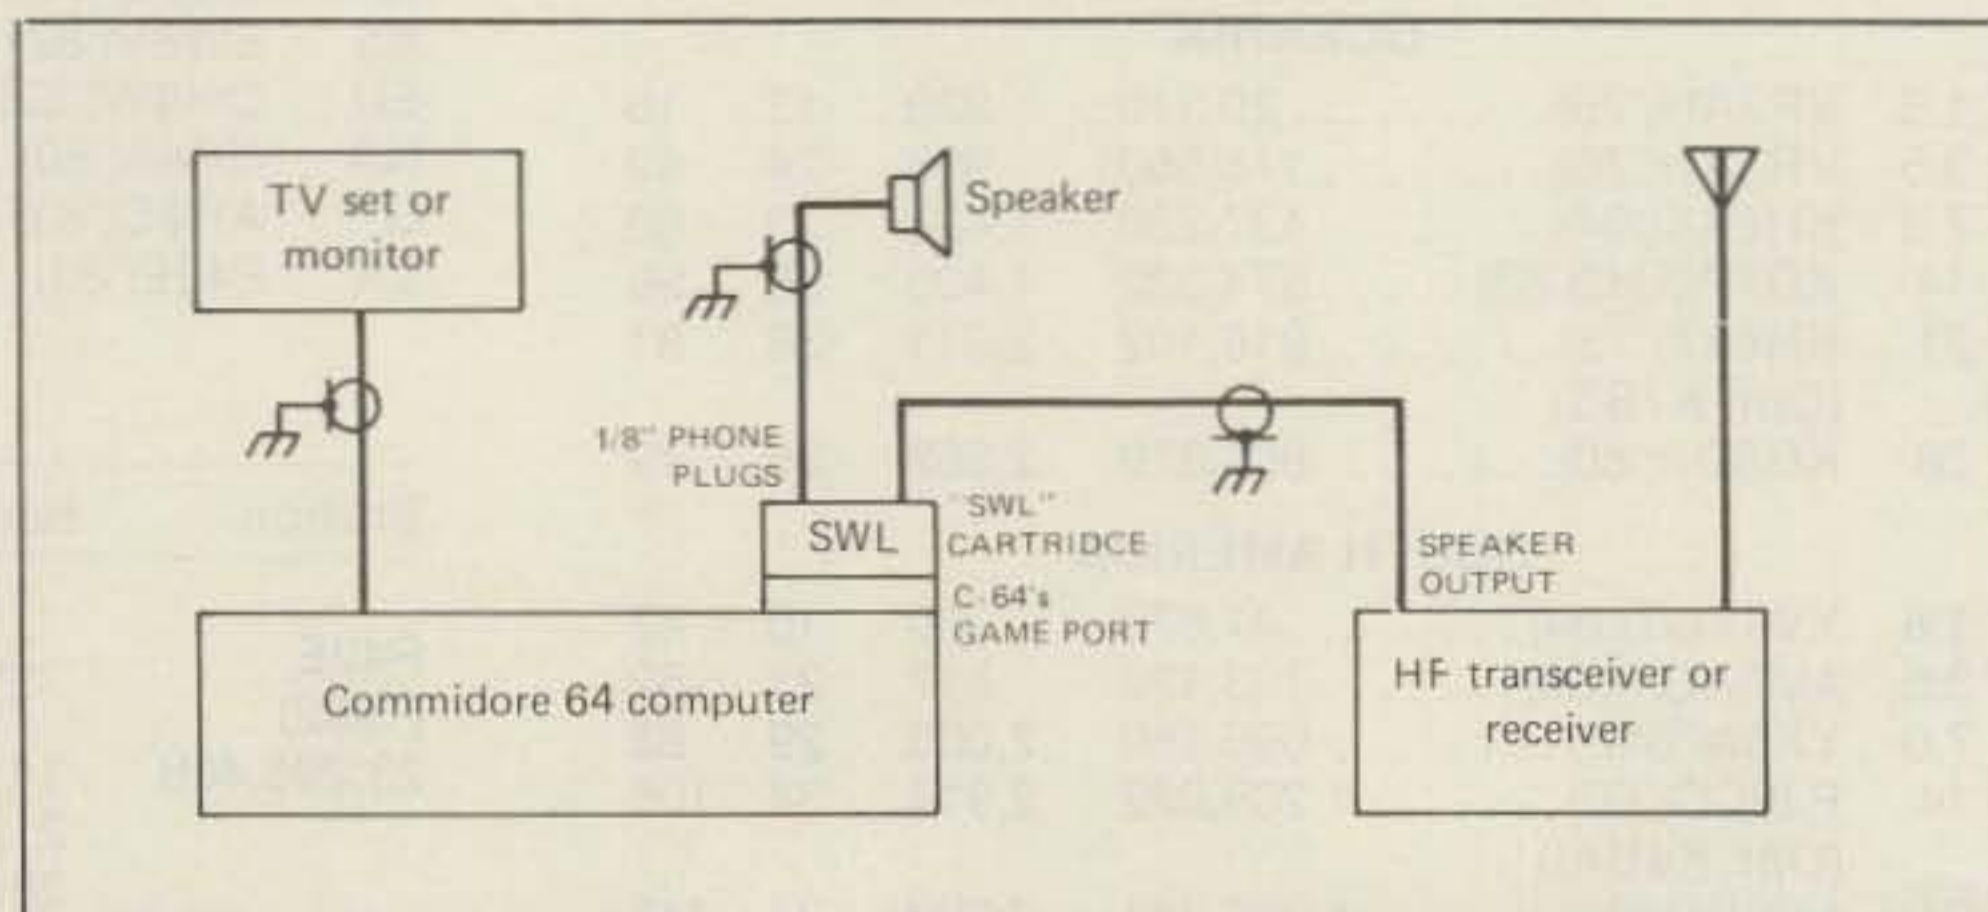 TV set or
monitor
Speaker
1/8" PHONE
PLUGS
SWL
"SWL"
CARTRIDCE
C-64's
GAME PORT
SPEAKER
OUTPUT
Commidore 64 computer
HF transceiver or
receiver